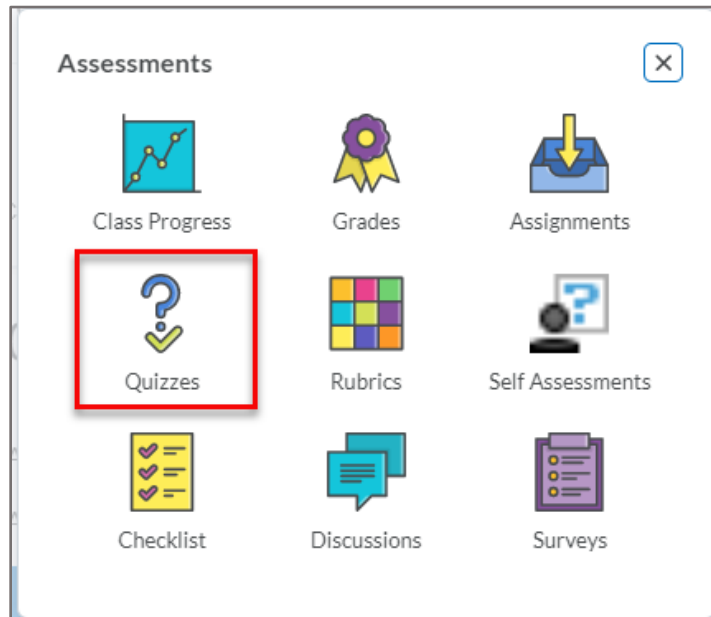 Assessments
Class Progress
Grades
Assignments
Quizzes
Rubrics
Self Assessments
Checklist
Discussions
Surveys